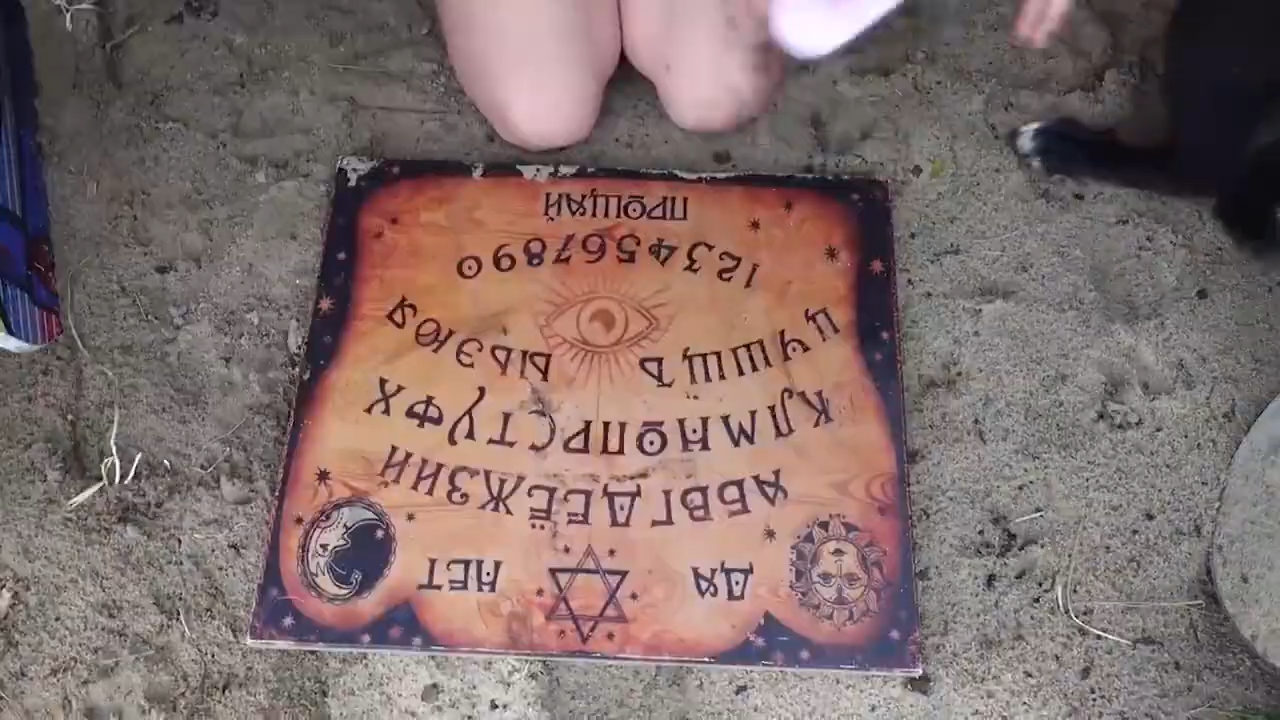 ДА НЕТ
АБВГДЕЁЖЗИЙ
КЛМНОПРСТУФХ
ЦЧШЩЪ ЫЬЭЮЯ
1234567890
ПРОЩАЙ